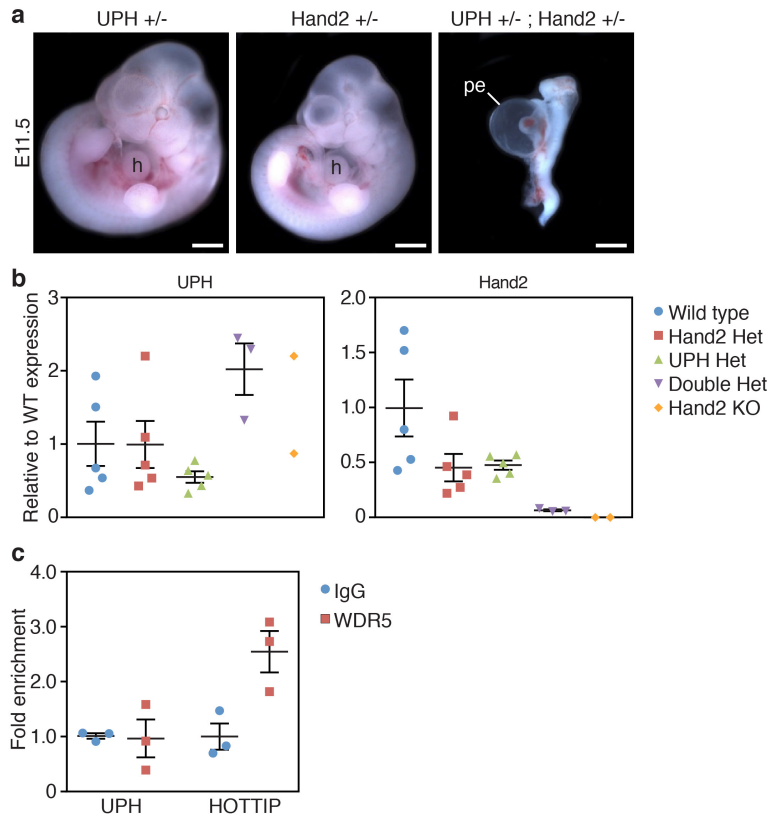 a
UPH +/-
Hand2 +/-
UPH +/- ; Hand2 +/-
E11.5
h
h
pe
b
UPH
Hand2
Relative to WT expression
3
2
1
0
2.0
1.5
1.0
0.5
0
Wild type
Hand2 Het
UPH Het
Double Het
Hand2 KO
c
Fold enrichment
4.0
3.0
2.0
1.0
0
UPH
HOTTIP
IgG
WDR5